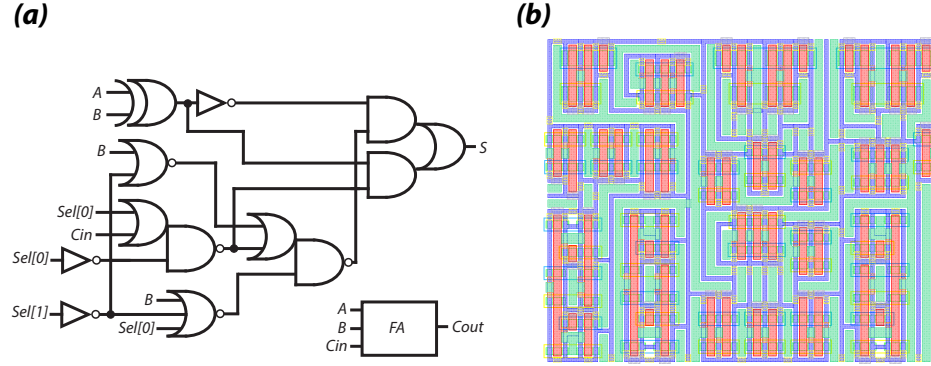 (a)
(b)
A
B
S
B
Sel[0]
Cin
Sel[0]
Sel[1]
B
Sel[0]
A
B
Cin
FA
Cout